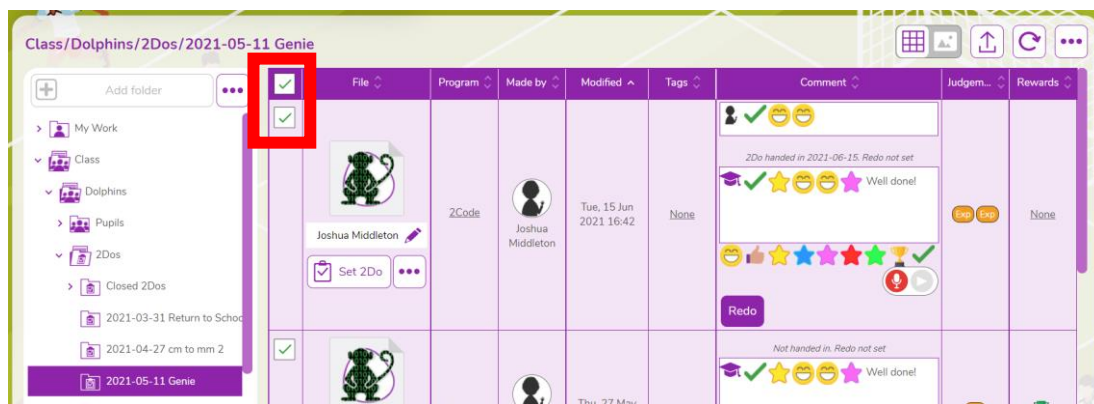 Class/Dolphins/2Dos/2021-05-11 Genie
Add folder
My Work
Class
Dolphins
Pupils
2Dos
Closed 2Dos
2021-03-31 Return to Schoo
2021-04-27 cm to mm 2
2021-05-11 Genie
File Program Made by Modified Tags Comment Judgem... Rewards
2Do handed in 2021-06-15. Redo not set
Well done!
Joshua Middleton
Set 2Do
2Code
Joshua
Middleton
Tue, 15 Jun
2021 16:42
None
Exp Exp
None
Redo
Not handed in. Redo not set
Well done!
Thu, 27 May